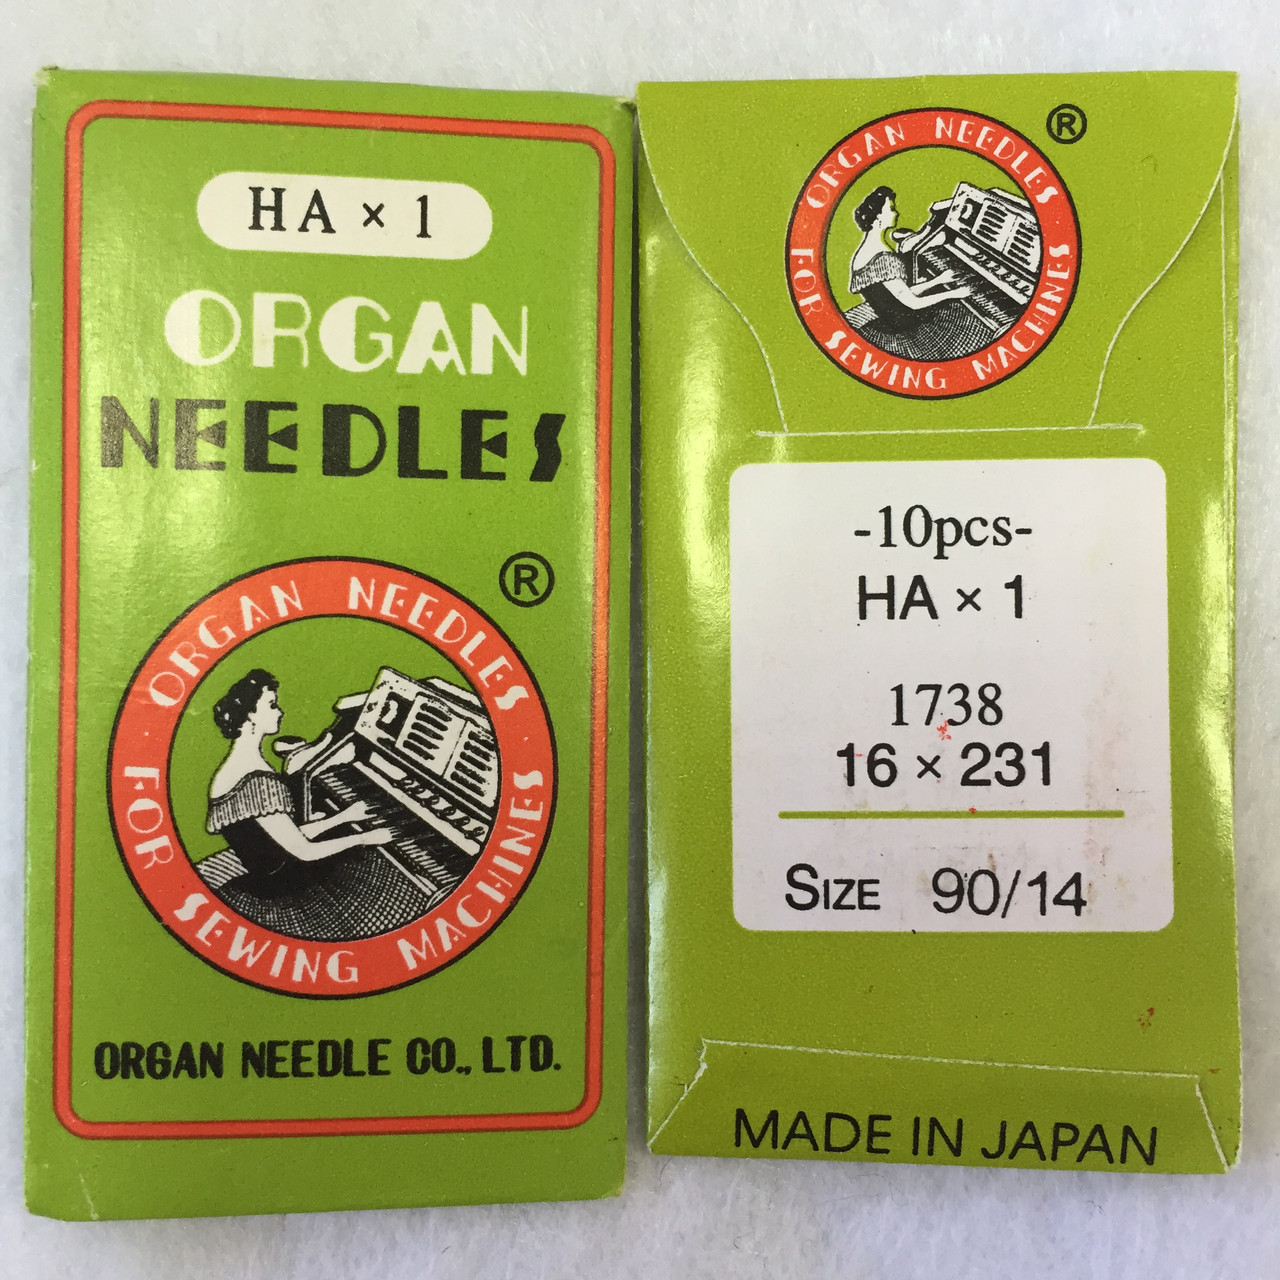 HA × 1
ORGAN
NEEDLES
®
ORGAN NEEDLES
FOR SEWING MACHINES
ORGAN NEEDLE CO., LTD.
®
ORGAN NEEDLES
FOR SEWING MACHINES
-10pcs-
HA × 1
1738
16 × 231
SIZE 90/14
MADE IN JAPAN